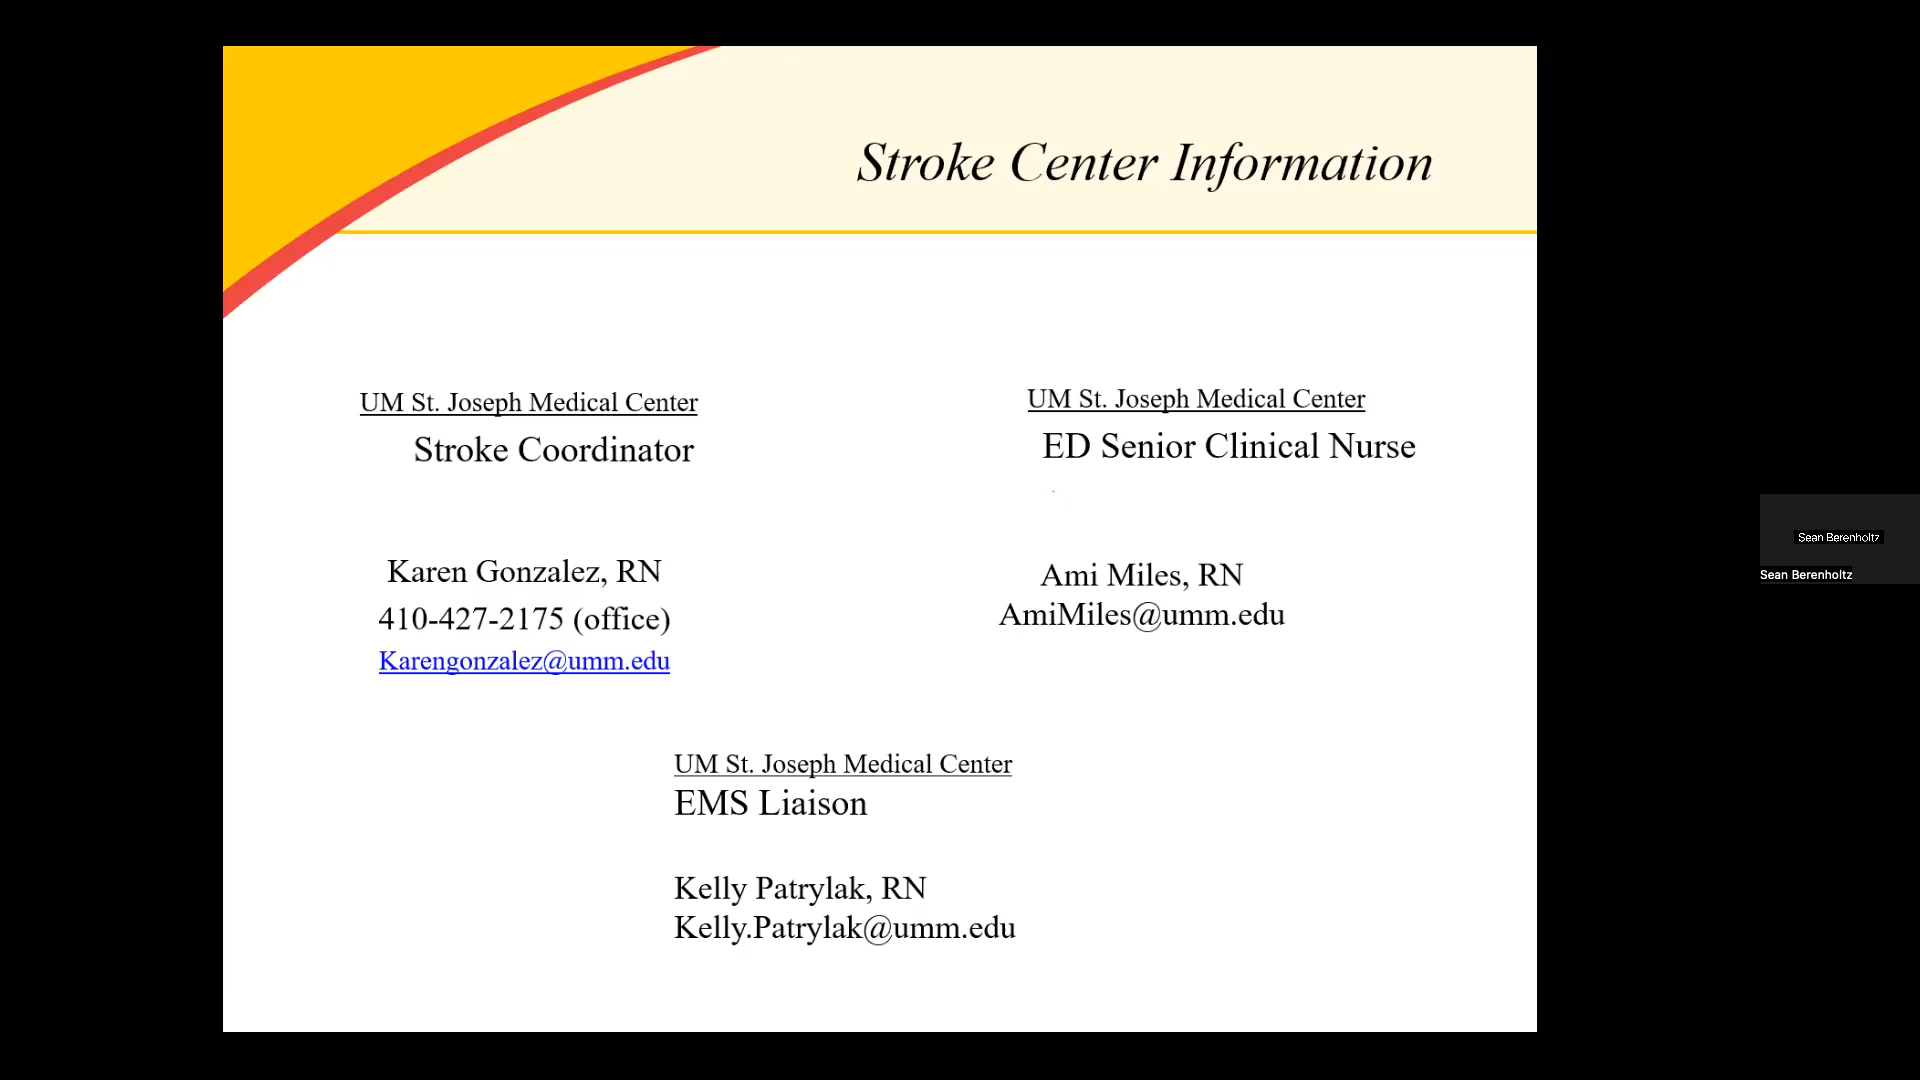 Stroke Center Information
UM St. Joseph Medical Center
Stroke Coordinator
Karen Gonzalez, RN
410-427-2175 (office)
Karengonzalez@umm.edu
UM St. Joseph Medical Center
ED Senior Clinical Nurse
Ami Miles, RN
AmiMiles@umm.edu
UM St. Joseph Medical Center
EMS Liaison
Kelly Patrylak, RN
Kelly.Patrylak@umm.edu
Sean Berenholtz
Sean Berenholtz